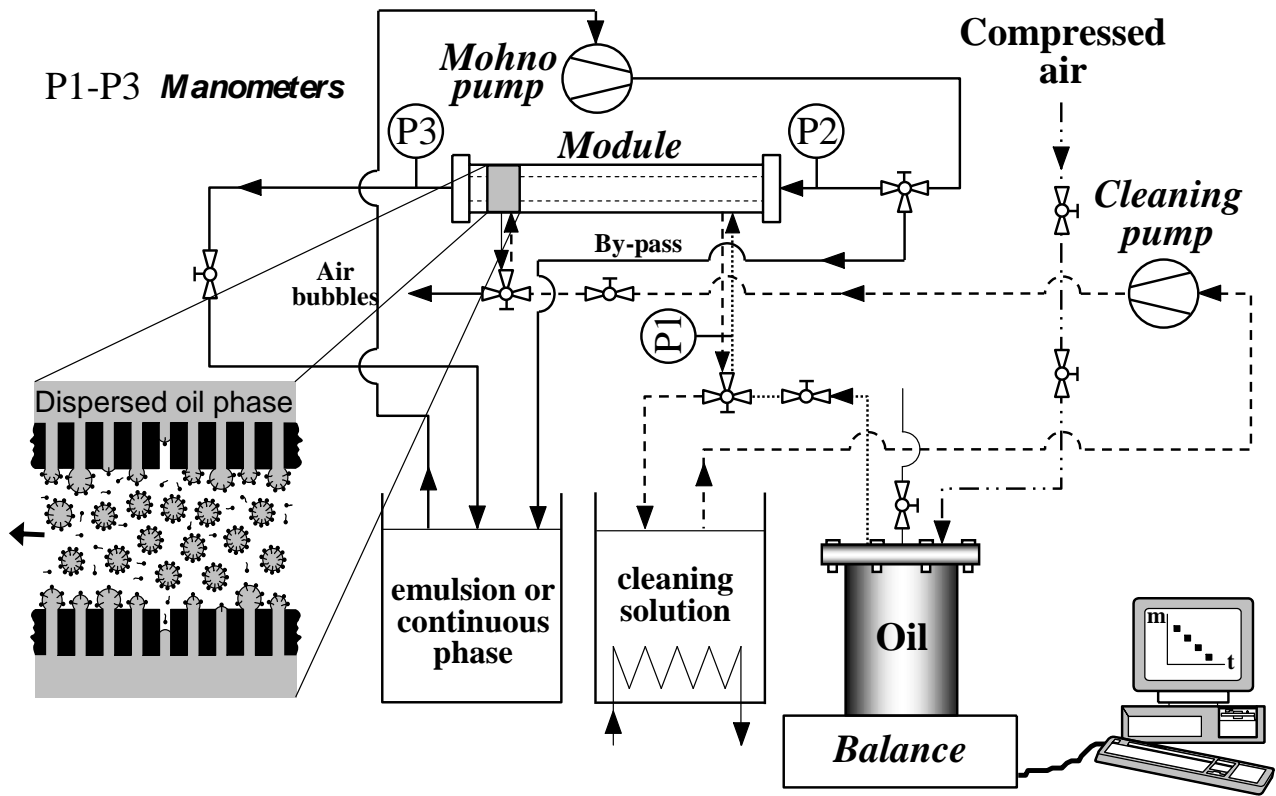 Compressed
air
Mohno
pump
P1-P3 Manometers
P3
P2
Module
Cleaning
pump
By-pass
Air
bubbles
P1
Dispersed oil phase
emulsion or
continuous
phase
cleaning
solution
Oil
m
t
Balance